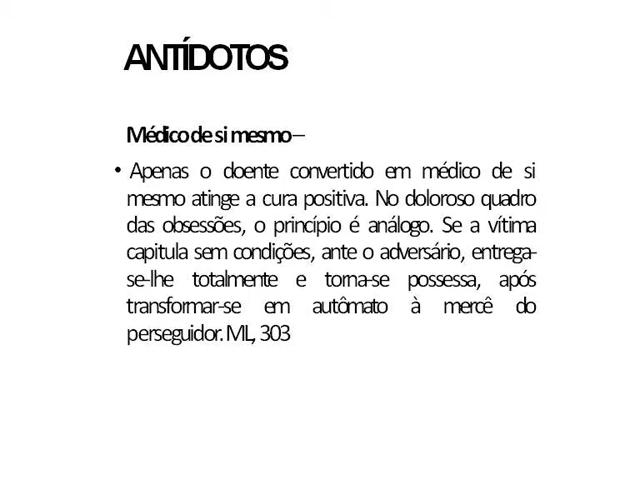 ANTÍDOTOS
Médico de si mesmo –
• Apenas o doente convertido em médico de si
mesmo atinge a cura positiva. No doloroso quadro
das obsessões, o princípio é análogo. Se a vítima
capitula sem condições, ante o adversário, entrega-
se-lhe totalmente e torna-se possessa, após
transformar-se em autômato à mercê do
perseguidor. ML, 303